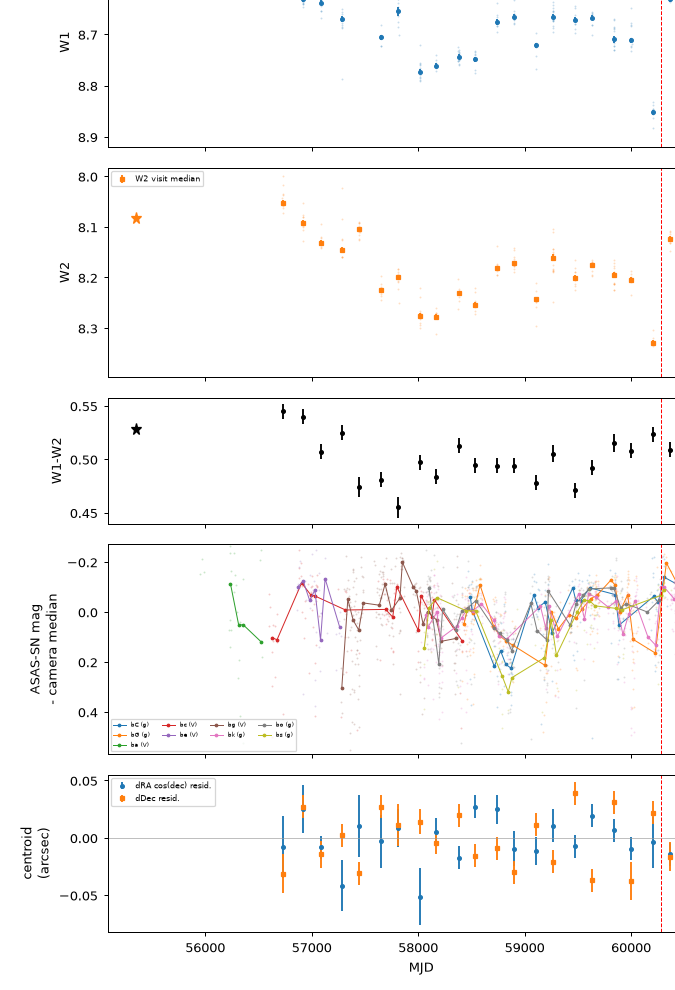 8.7
8.8
8.9
W1
8.0
8.1
8.2
8.3
W2
W2 visit median
0.55
0.50
0.45
W1-W2
−0.2
0.0
0.2
0.4
ASAS-SN mag
- camera median
bC (g)
bG (g)
ba (V)
bc (V)
be (V)
bg (V)
bk (g)
bo (g)
bs (g)
0.05
0.00
−0.05
centroid
(arcsec)
dRA cos(dec) resid.
dDec resid.
56000
57000
58000
59000
60000
MJD